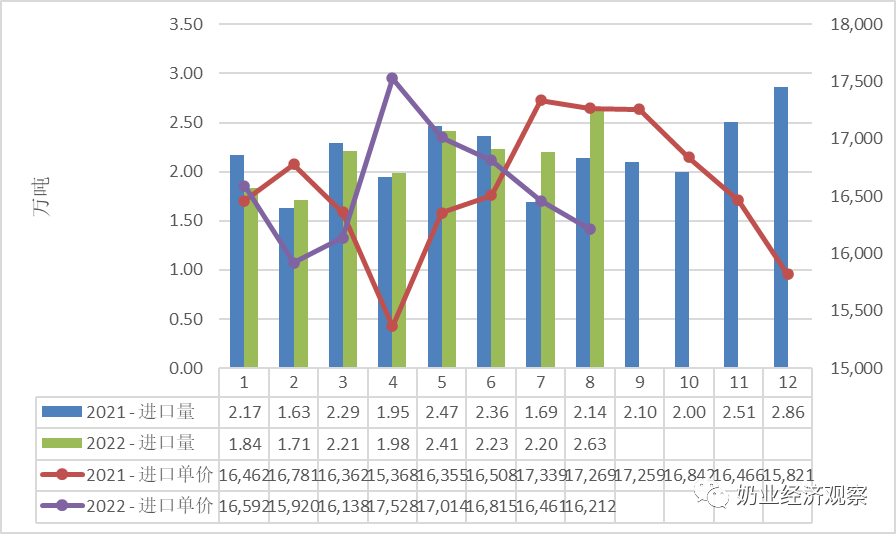 3.50 18,000
3.00 17,500
2.50 17,000
2.00 16,500
1.50 16,000
1.00 15,500
0.50 15,000
0.00
万吨
1 2 3 4 5 6 7 8 9 10 11 12
2021 - 进口量 2.17 1.63 2.29 1.95 2.47 2.36 1.69 2.14 2.10 2.00 2.51 2.86
2022 - 进口量 1.84 1.71 2.21 1.98 2.41 2.23 2.20 2.63
2021 - 进口单价 16,462 16,781 16,362 15,368 16,355 16,508 17,339 17,269 17,259 16,842 16,466 15,821
2022 - 进口单价 16,592 15,920 16,138 17,528 17,014 16,815 16,461 16,212
奶业经济观察